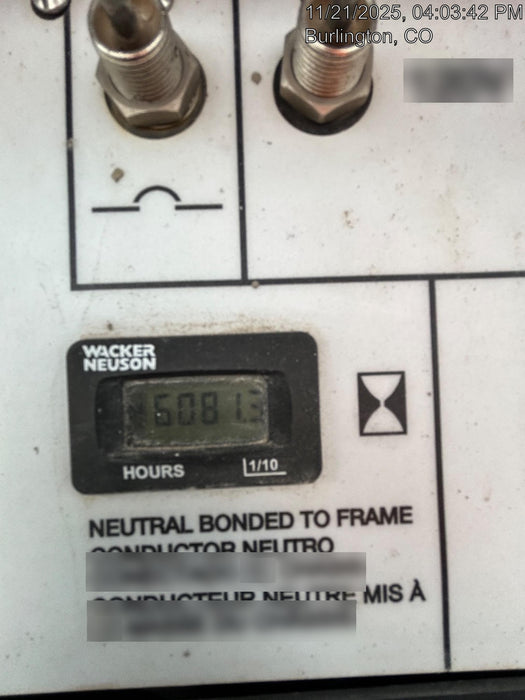 11/21/2025, 04:03:42 PM
Burlington, CO
WACKER
NEUSON
6081
HOURS 1/10
NEUTRAL BONDED TO FRAME
CONDUCTOR NEUTRO
CONDUCTEUR NEUTRE MIS À